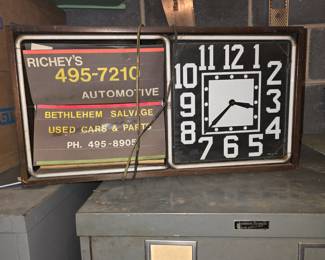 RICHEY'S
495-7210
AUTOMOTIVE
BETHLEHEM SALVAGE
USED CARS & PARTS
PH. 495-8905
12
1
2
3
4
5
6
7
8
9
10
11